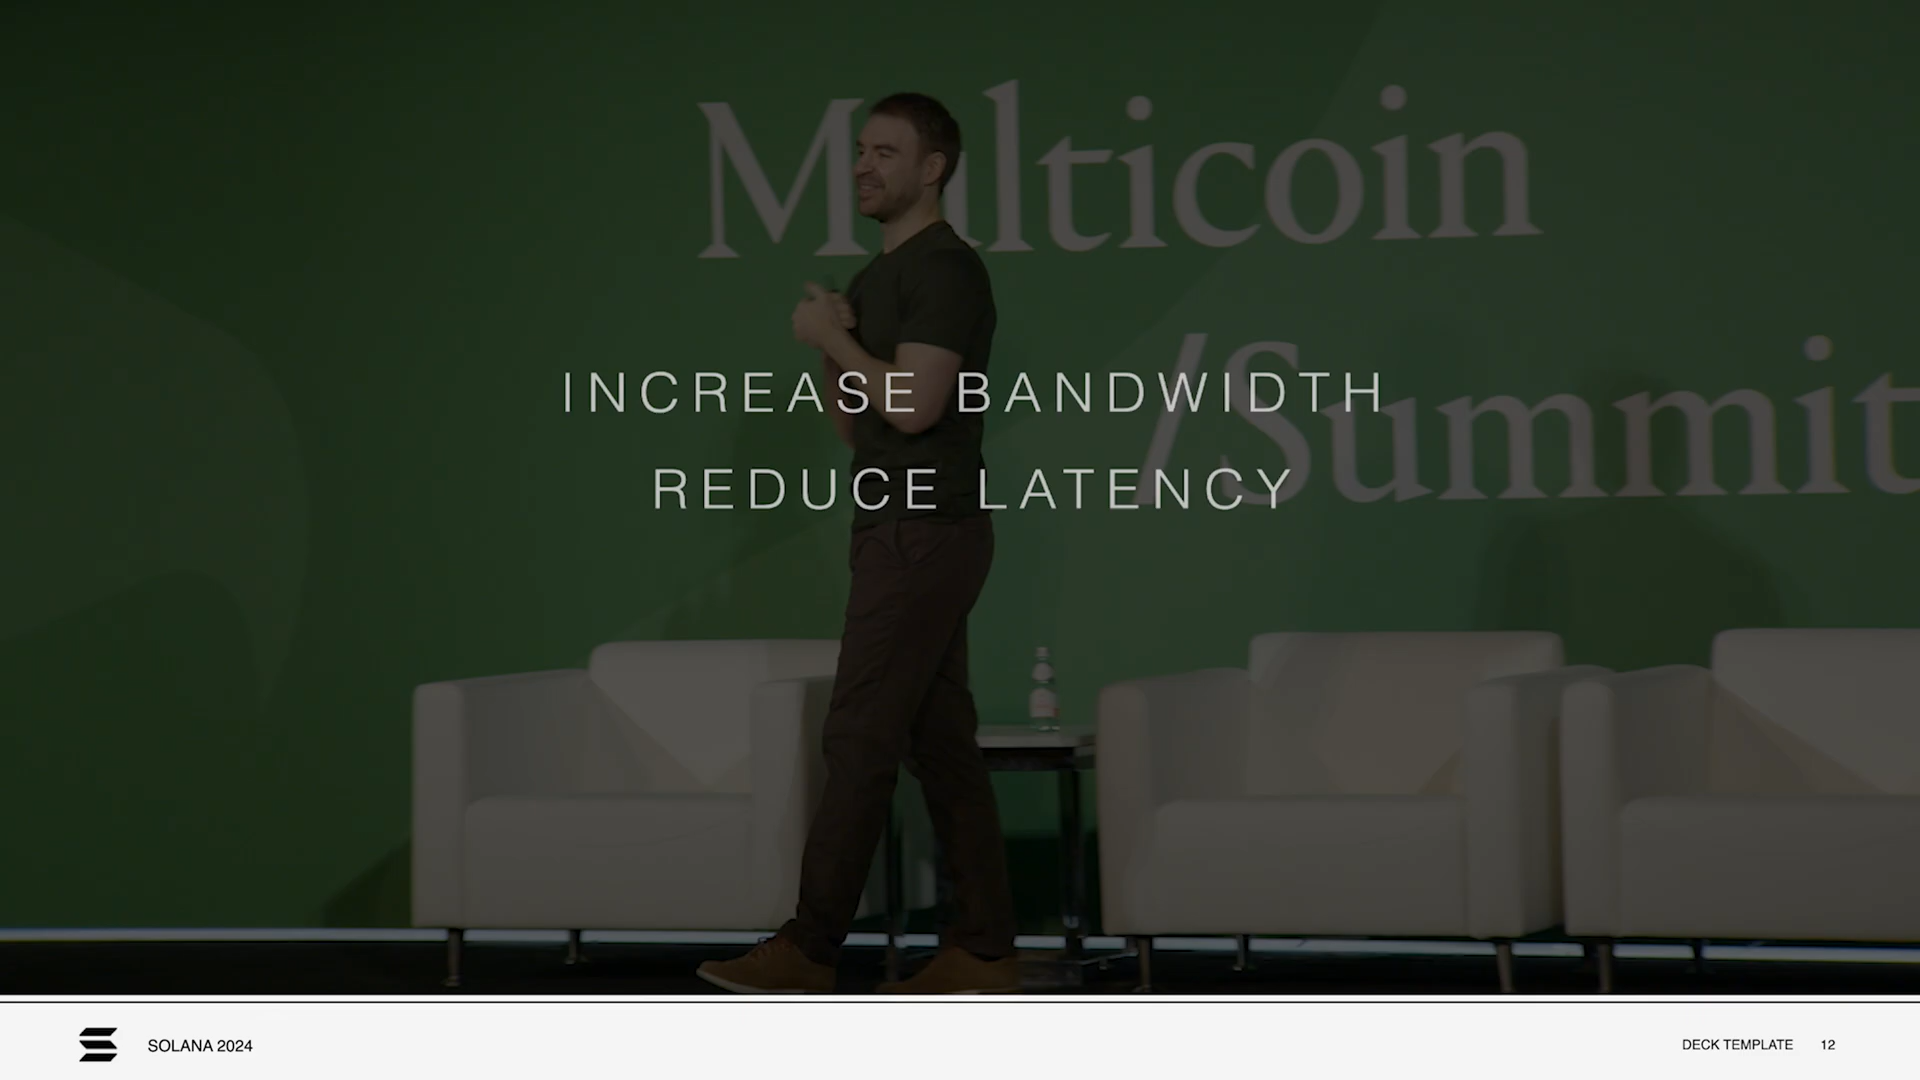 Multicoin
/Summit
INCREASE BANDWIDTH
REDUCE LATENCY
SOLANA 2024
DECK TEMPLATE 12